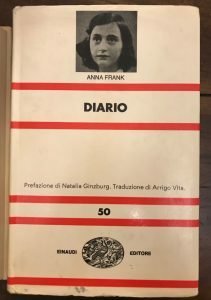 ANNA FRANK
DIARIO
Prefazione di Natalia Ginzburg. Traduzione di Arrigo Vita.
50
EINAUDI EDITORE